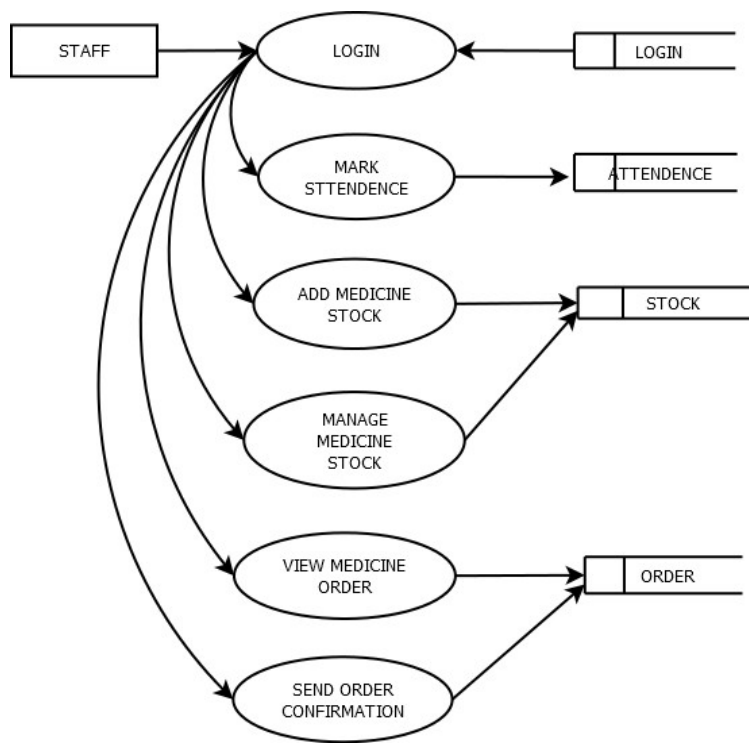 STAFF
LOGIN
LOGIN
MARK
STTENDENCE
ATTENDENCE
ADD MEDICINE
STOCK
STOCK
MANAGE
MEDICINE
STOCK
VIEW MEDICINE
ORDER
ORDER
SEND ORDER
CONFIRMATION